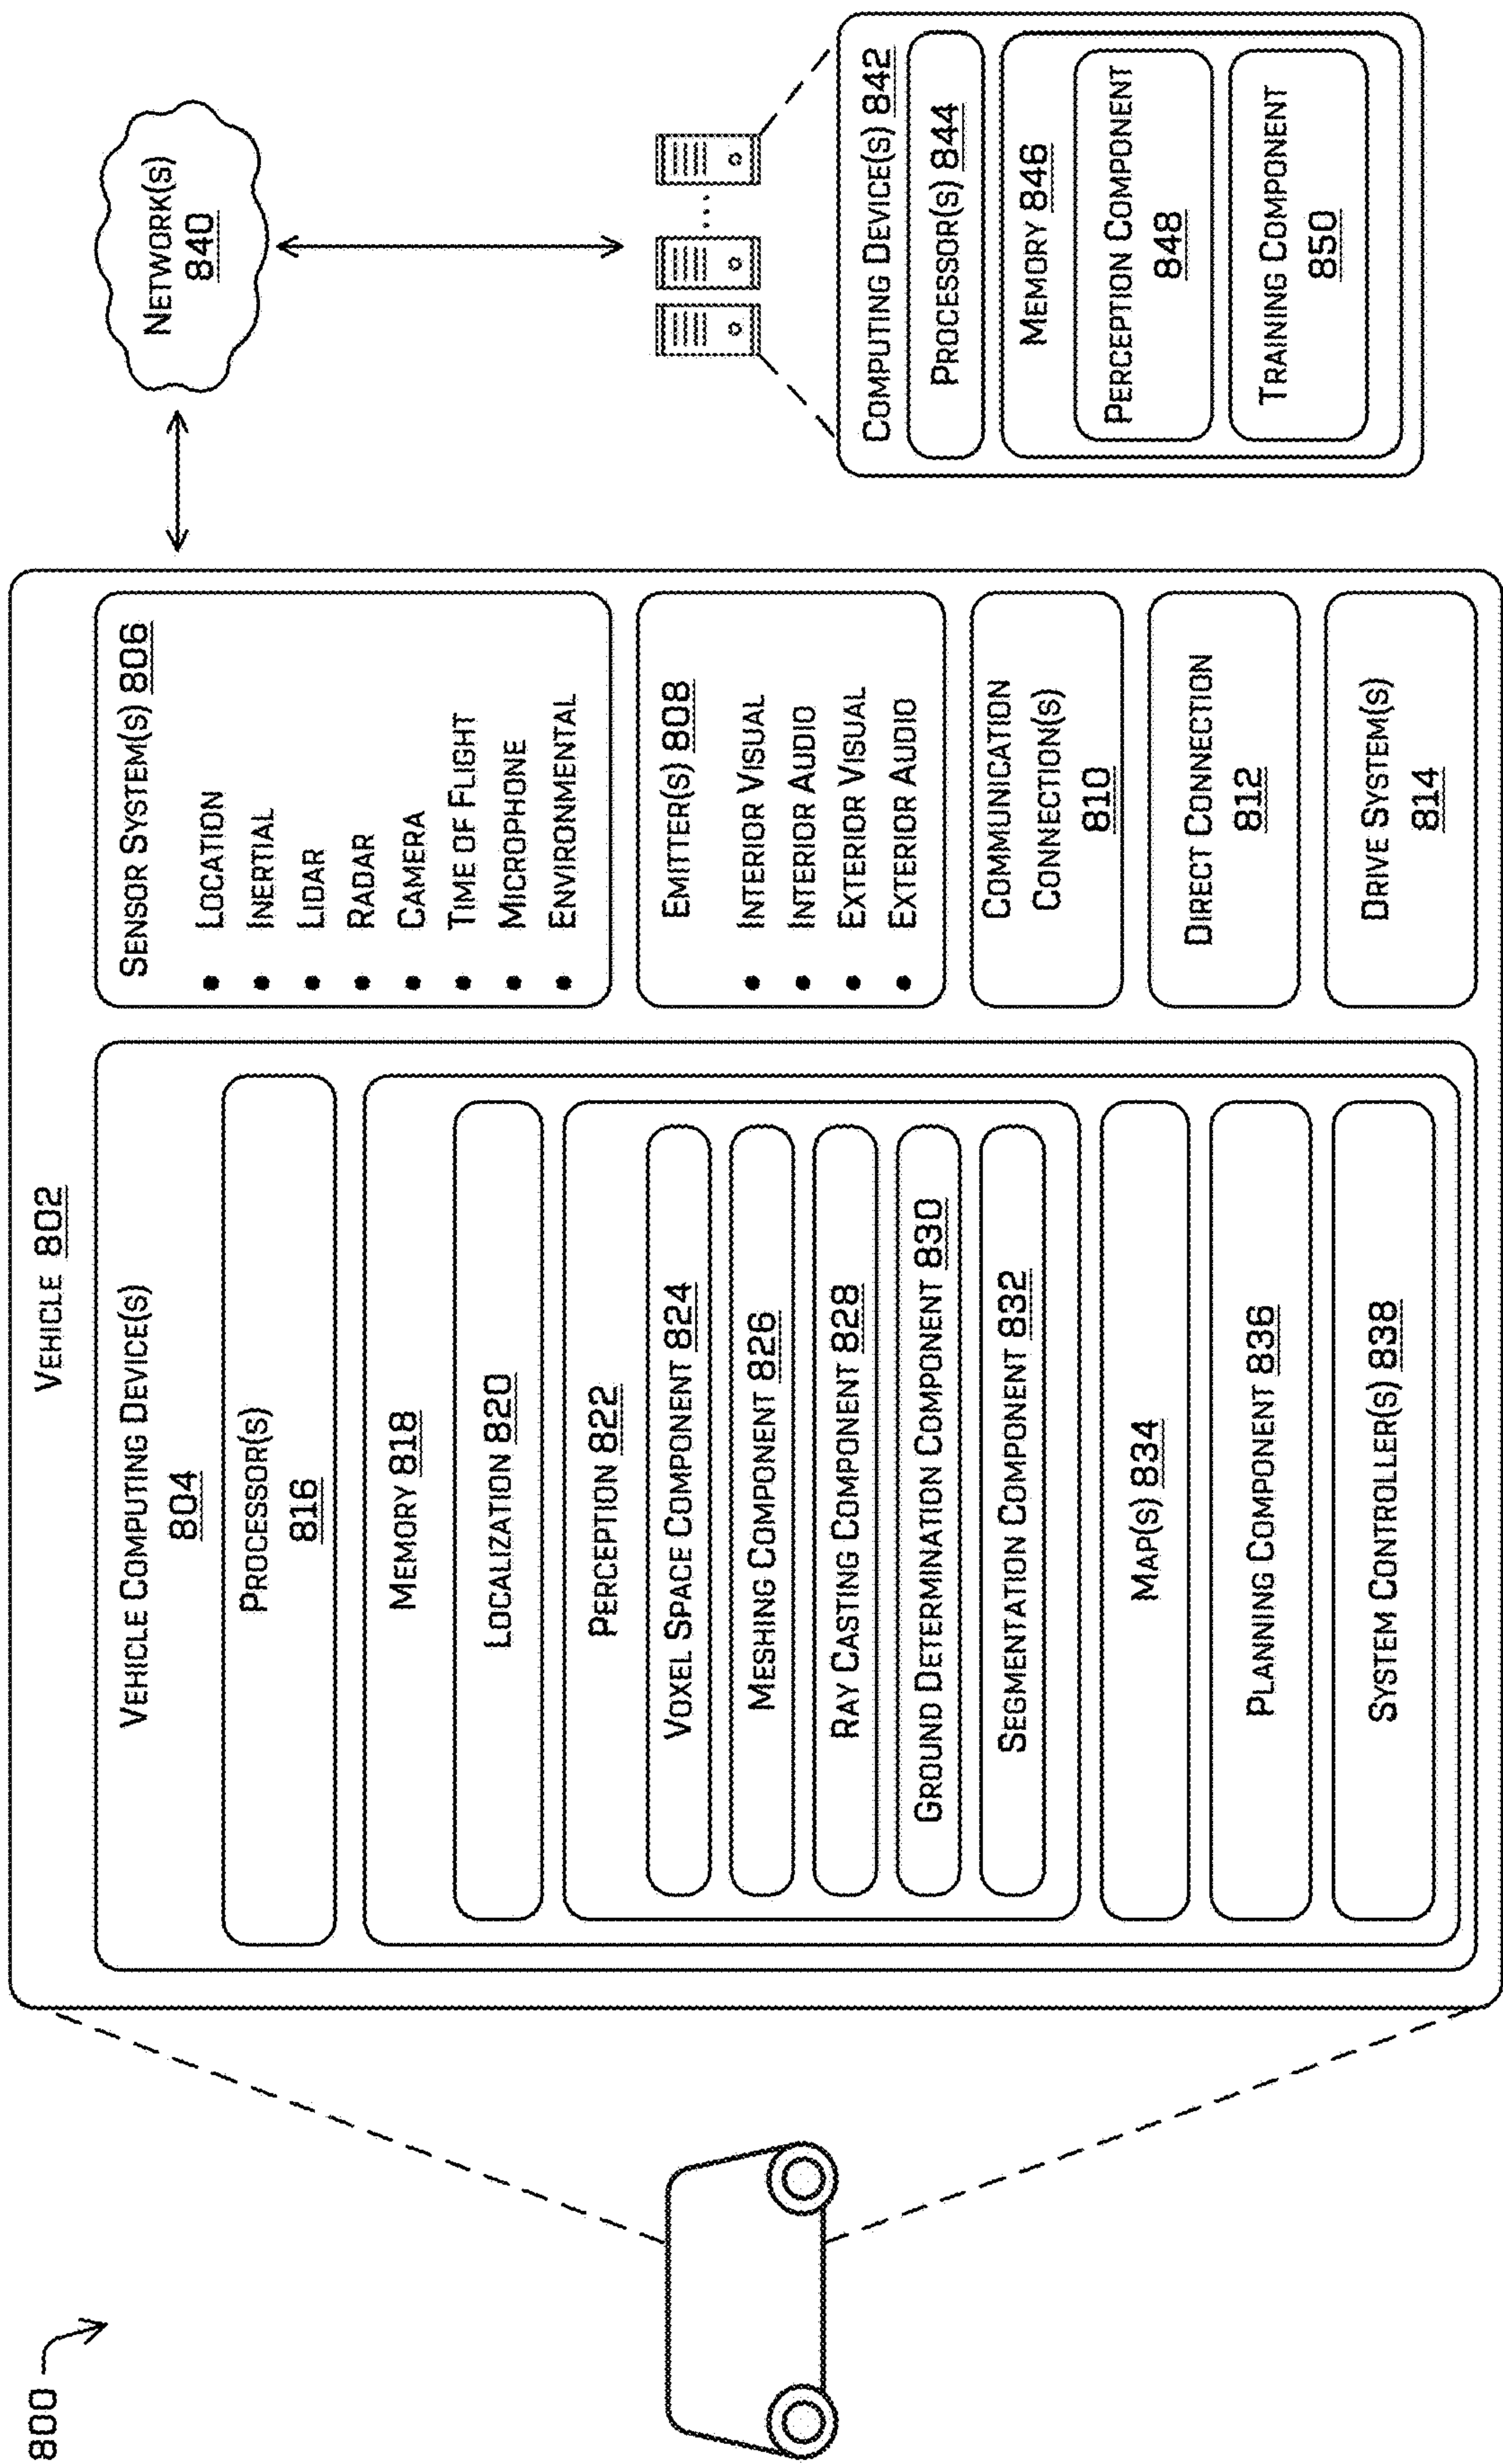 800
VEHICLE 802
VEHICLE COMPUTING DEVICE(S)
804
PROCESSOR(S)
816
MEMORY 818
LOCALIZATION 820
PERCEPTION 822
VOXEL SPACE COMPONENT 824
MESHING COMPONENT 826
RAY CASTING COMPONENT 828
GROUND DETERMINATION COMPONENT 830
SEGMENTATION COMPONENT 832
MAP(S) 834
PLANNING COMPONENT 836
SYSTEM CONTROLLER(S) 838
SENSOR SYSTEM(S) 806
• LOCATION
• INERTIAL
• LIDAR
• RADAR
• CAMERA
• TIME OF FLIGHT
• MICROPHONE
• ENVIRONMENTAL
EMITTER(S) 808
• INTERIOR VISUAL
• INTERIOR AUDIO
• EXTERIOR VISUAL
• EXTERIOR AUDIO
COMMUNICATION
CONNECTION(S)
810
DIRECT CONNECTION
812
DRIVE SYSTEM(S)
814
NETWORK(S)
840
COMPUTING DEVICE(S) 842
PROCESSOR(S) 844
MEMORY 846
PERCEPTION COMPONENT
848
TRAINING COMPONENT
850